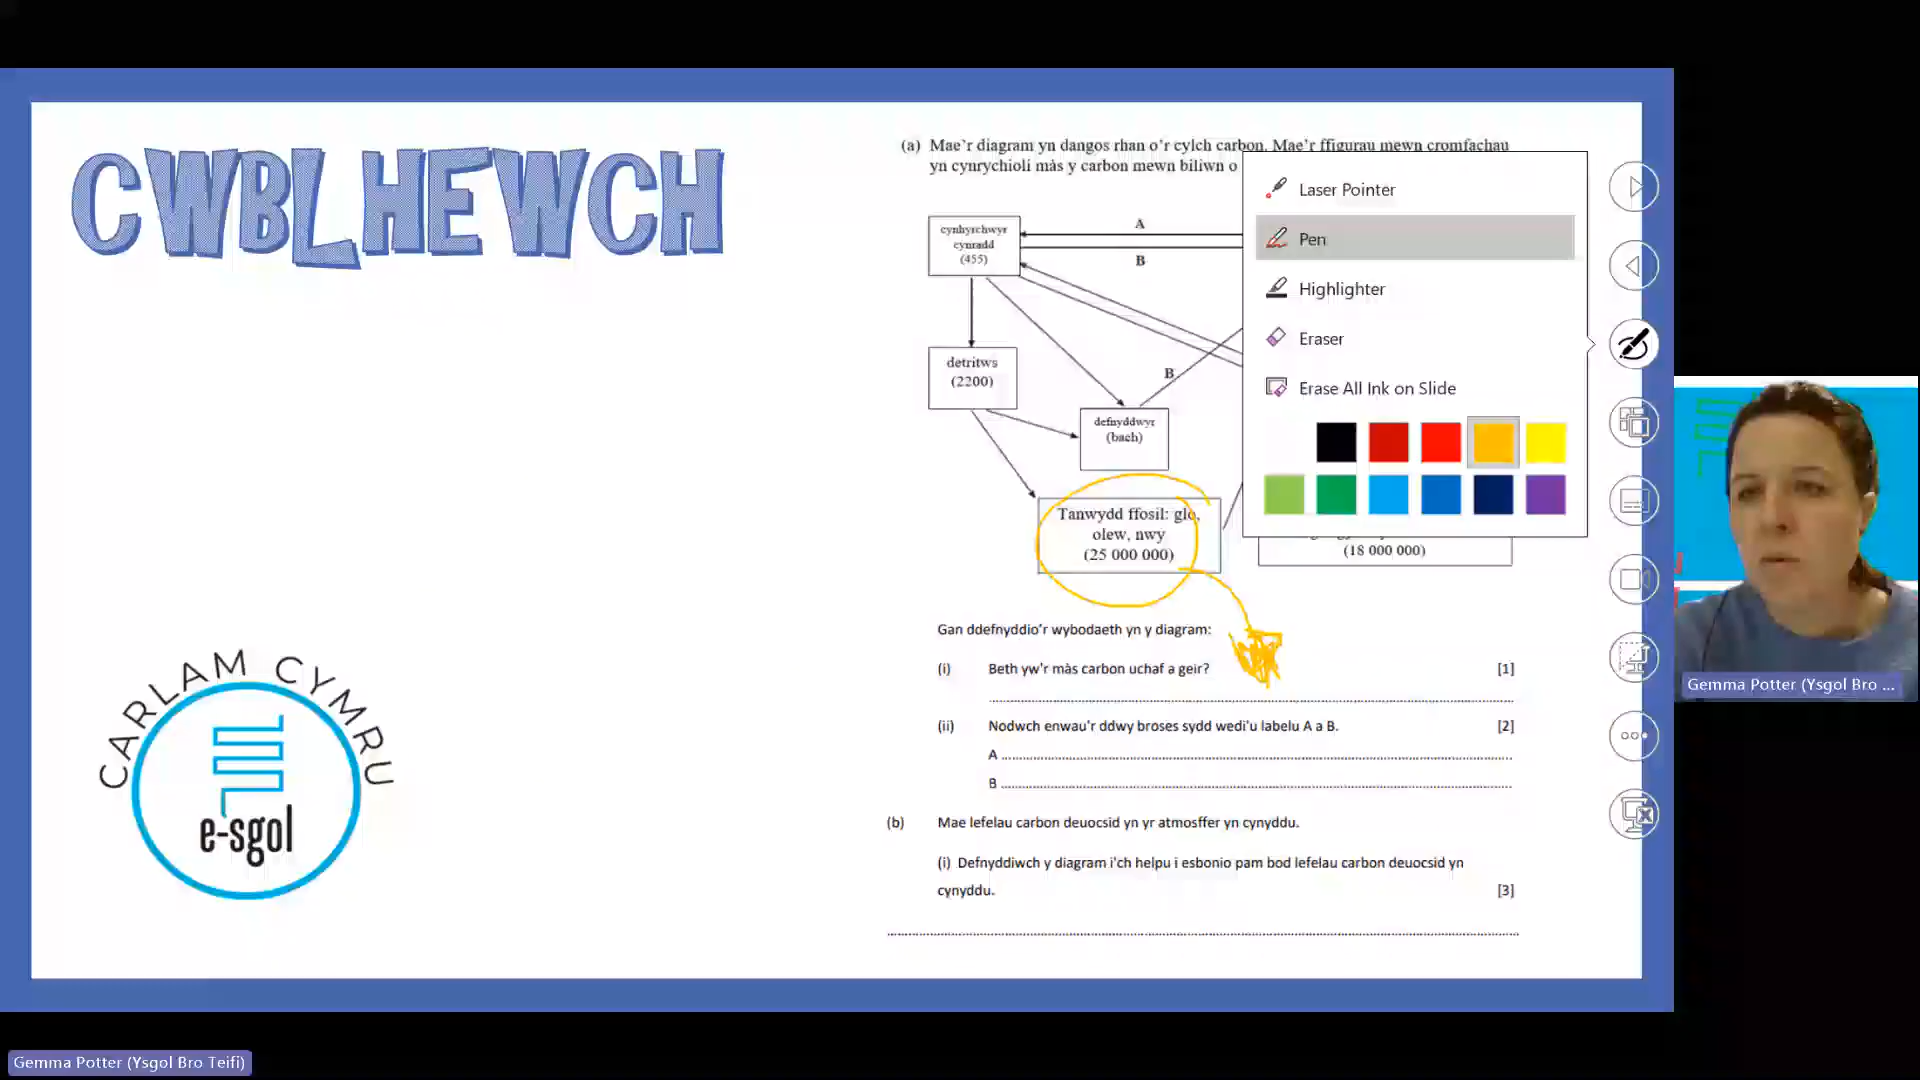 CWBLHEWCH
(a) Mae'r diagram yn dangos rhan o'r cylch carbon. Mae'r ffigurau mewn cromfachau
yn cynrychioli màs y carbon mewn biliwn o
cynhyrchwyr
cynradd
(455)
A
B
detritws
(2200)
B
defnyddwyr
(bach)
Tanwydd ffosil: glo,
olew, nwy
(25 000 000)
(18 000 000)
Gan ddefnyddio'r wybodaeth yn y diagram:
(i) Beth yw'r màs carbon uchaf a geir? [1]
(ii) Nodwch enwau'r ddwy broses sydd wedi'u labelu A a B. [2]
A
B
(b) Mae lefelau carbon deuocsid yn yr atmosffer yn cynyddu.
(i) Defnyddiwch y diagram i'ch helpu i esbonio pam bod lefelau carbon deuocsid yn
cynyddu. [3]
Laser Pointer
Pen
Highlighter
Eraser
Erase All Ink on Slide
CARLAM CYMRU
e-sgol
Gemma Potter (Ysgol Bro ...
Gemma Potter (Ysgol Bro Teifi)